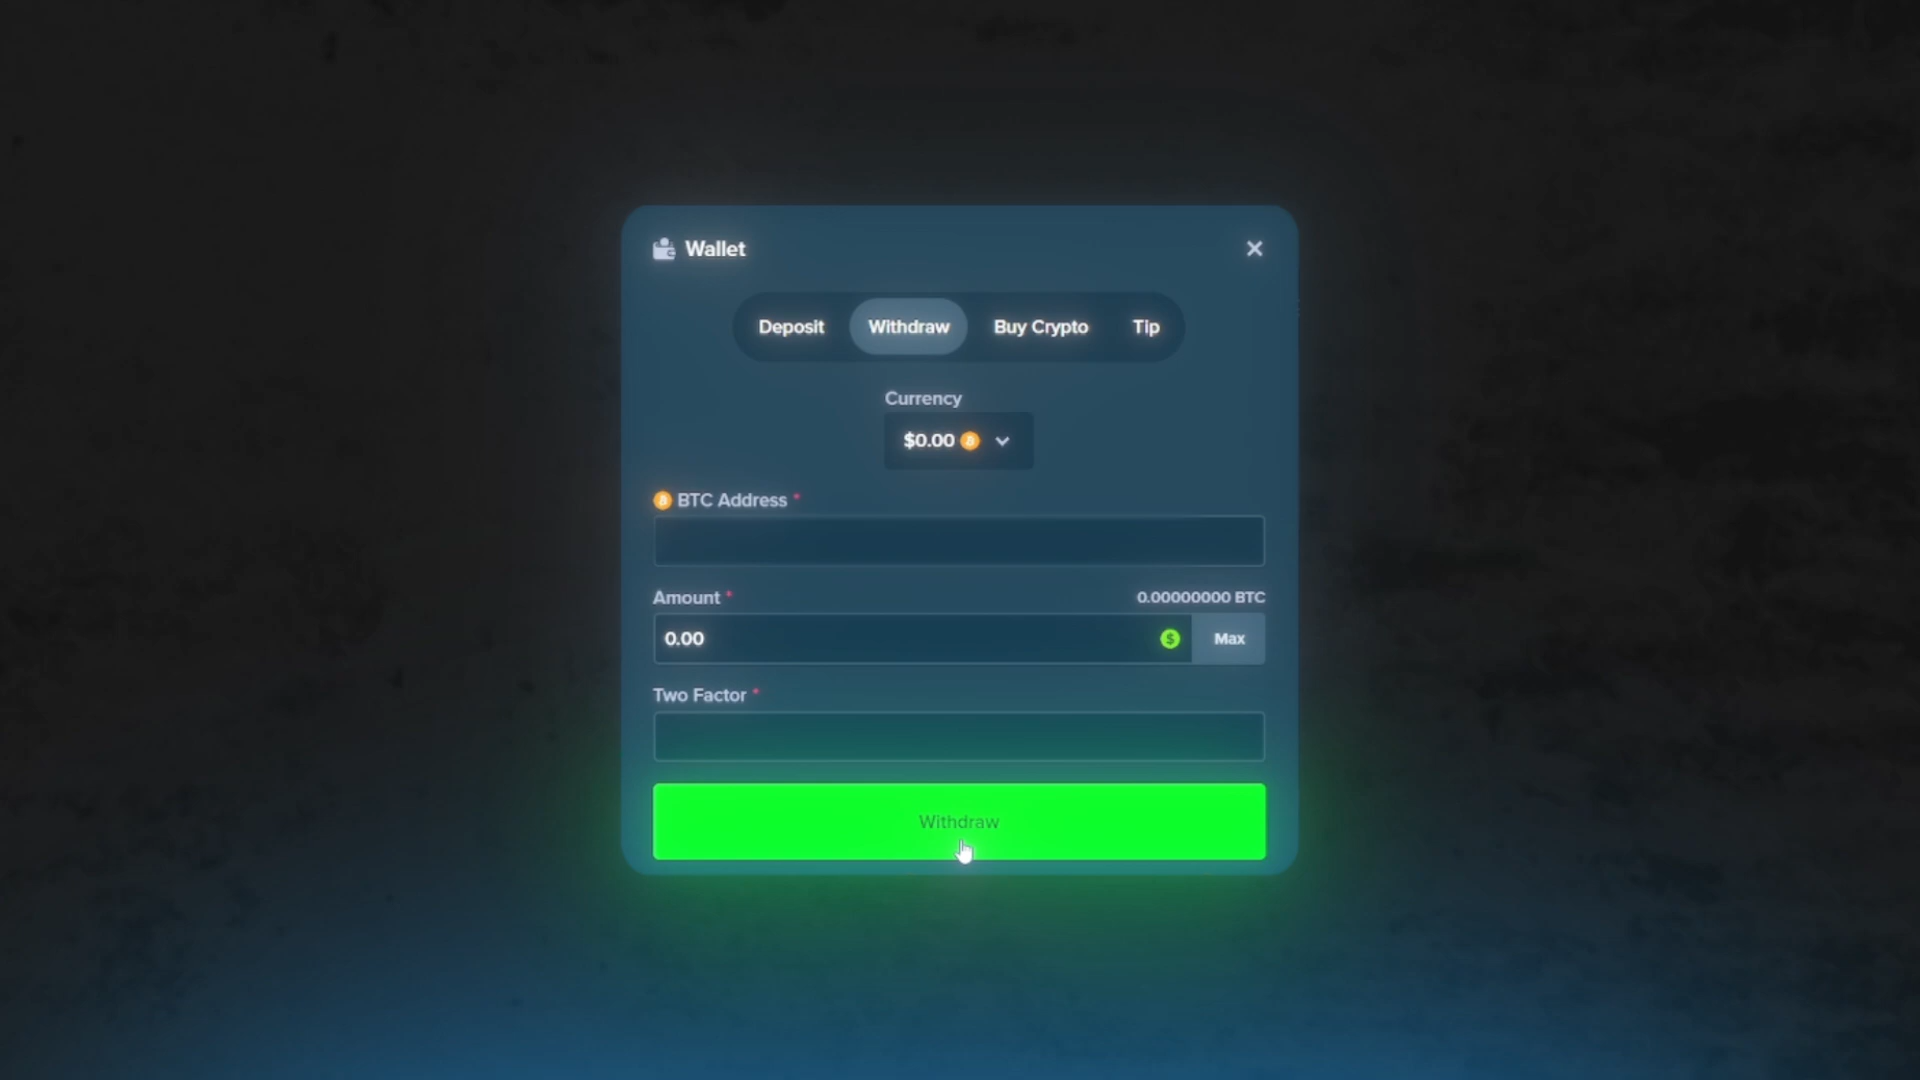 Wallet
Deposit Withdraw Buy Crypto Tip
Currency
$0.00
BTC Address *
Amount * 0.00000000 BTC
0.00 $ Max
Two Factor *
Withdraw